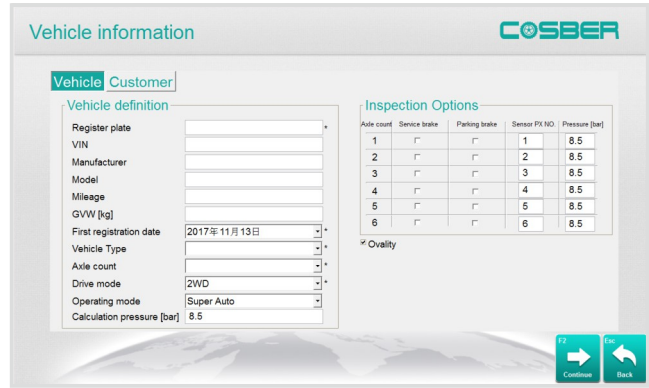 Vehicle information
COSBER
Vehicle Customer
Vehicle definition
Register plate *
VIN
Manufacturer
Model
Mileage
GVW [kg]
First registration date 2017年11月13日 *
Vehicle Type *
Axle count *
Drive mode 2WD *
Operating mode Super Auto
Calculation pressure [bar] 8.5
Inspection Options
Axle count Service brake Parking brake Sensor PX NO. Pressure [bar]
1 1 8.5
2 2 8.5
3 3 8.5
4 4 8.5
5 5 8.5
6 6 8.5
Ovality
F2 Esc
Continue Back